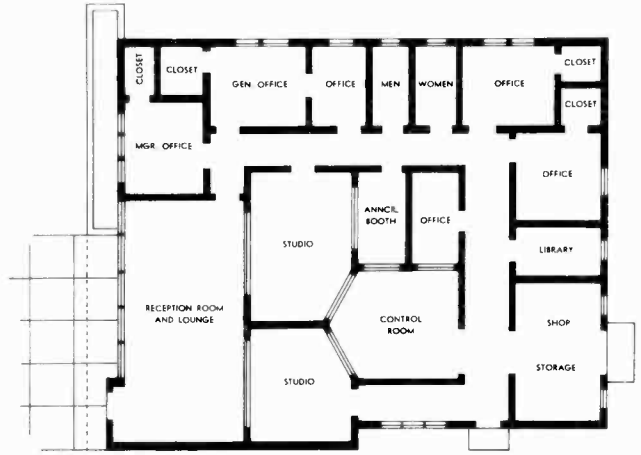 CLOSET
CLOSET
GEN. OFFICE
OFFICE
MEN
WOMEN
OFFICE
CLOSET
CLOSET
MGR. OFFICE
OFFICE
ANNC'L
BOOTH
OFFICE
STUDIO
LIBRARY
RECEPTION ROOM
AND LOUNGE
CONTROL
ROOM
SHOP
STORAGE
STUDIO